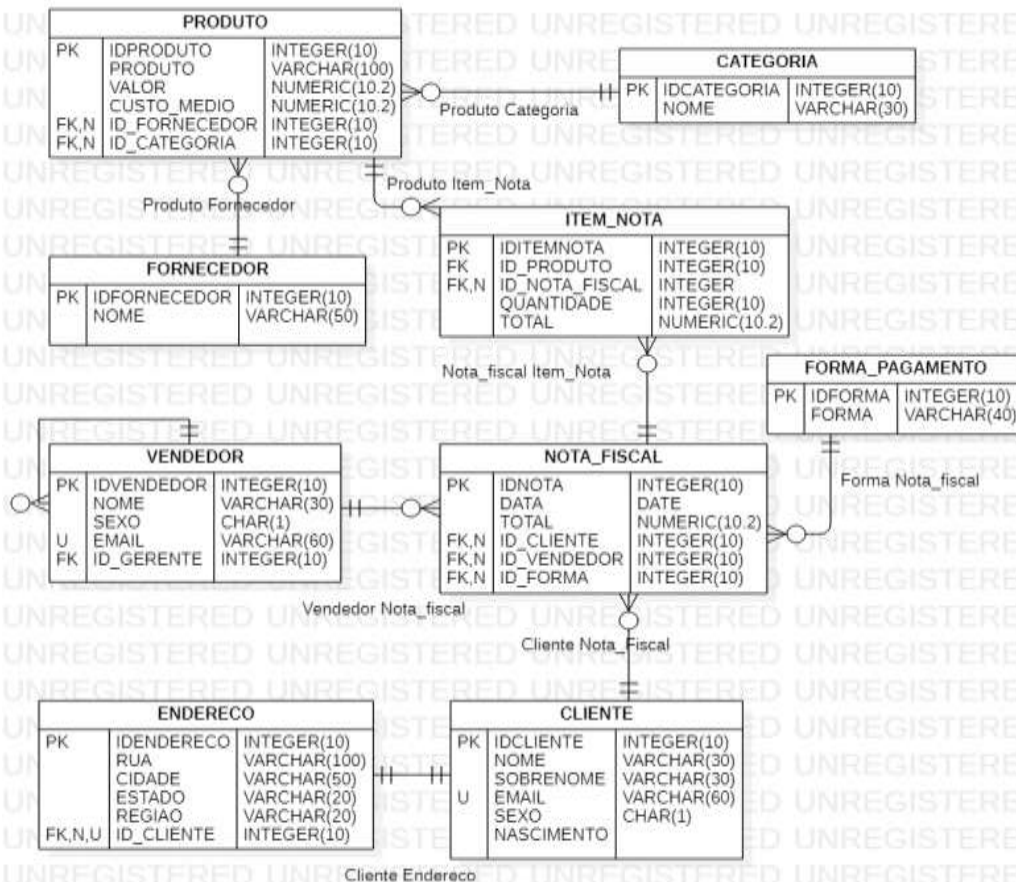 PRODUTO
PK IDPRODUTO INTEGER(10)
PRODUTO VARCHAR(100)
VALOR NUMERIC(10.2)
CUSTO_MEDIO NUMERIC(10.2)
FK,N ID_FORNECEDOR INTEGER(10)
FK,N ID_CATEGORIA INTEGER(10)
CATEGORIA
PK IDCATEGORIA INTEGER(10)
NOME VARCHAR(30)
Produto Categoria
Produto Item_Nota
Produto Fornecedor
ITEM_NOTA
PK IDITEMNOTA INTEGER(10)
FK ID_PRODUTO INTEGER(10)
FK,N ID_NOTA_FISCAL INTEGER
QUANTIDADE INTEGER(10)
TOTAL NUMERIC(10.2)
FORNECEDOR
PK IDFORNECEDOR INTEGER(10)
NOME VARCHAR(50)
Nota_fiscal Item_Nota
FORMA_PAGAMENTO
PK IDFORMA INTEGER(10)
FORMA VARCHAR(40)
Forma Nota_fiscal
VENDEDOR
PK IDVENDEDOR INTEGER(10)
NOME VARCHAR(30)
SEXO CHAR(1)
U EMAIL VARCHAR(60)
FK ID_GERENTE INTEGER(10)
NOTA_FISCAL
PK IDNOTA INTEGER(10)
DATA DATE
TOTAL NUMERIC(10.2)
FK,N ID_CLIENTE INTEGER(10)
FK,N ID_VENDEDOR INTEGER(10)
FK,N ID_FORMA INTEGER(10)
Vendedor Nota_fiscal
Cliente Nota_Fiscal
ENDERECO
PK IDENDERECO INTEGER(10)
RUA VARCHAR(100)
CIDADE VARCHAR(50)
ESTADO VARCHAR(20)
REGIAO VARCHAR(20)
FK,N,U ID_CLIENTE INTEGER(10)
CLIENTE
PK IDCLIENTE INTEGER(10)
NOME VARCHAR(30)
SOBRENOME VARCHAR(30)
U EMAIL VARCHAR(60)
SEXO CHAR(1)
NASCIMENTO
Cliente Endereco
UNREGISTERED UNREGISTERED UNREGISTERED